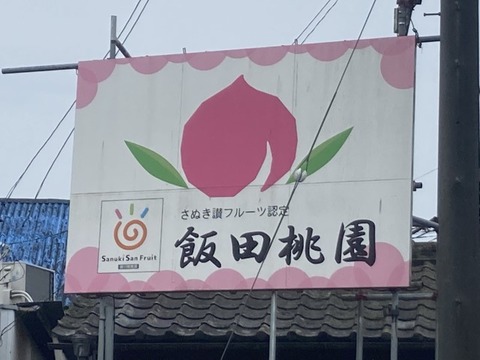 さぬき讃フルーツ認定
飯田桃園
Sanuki San Fruit